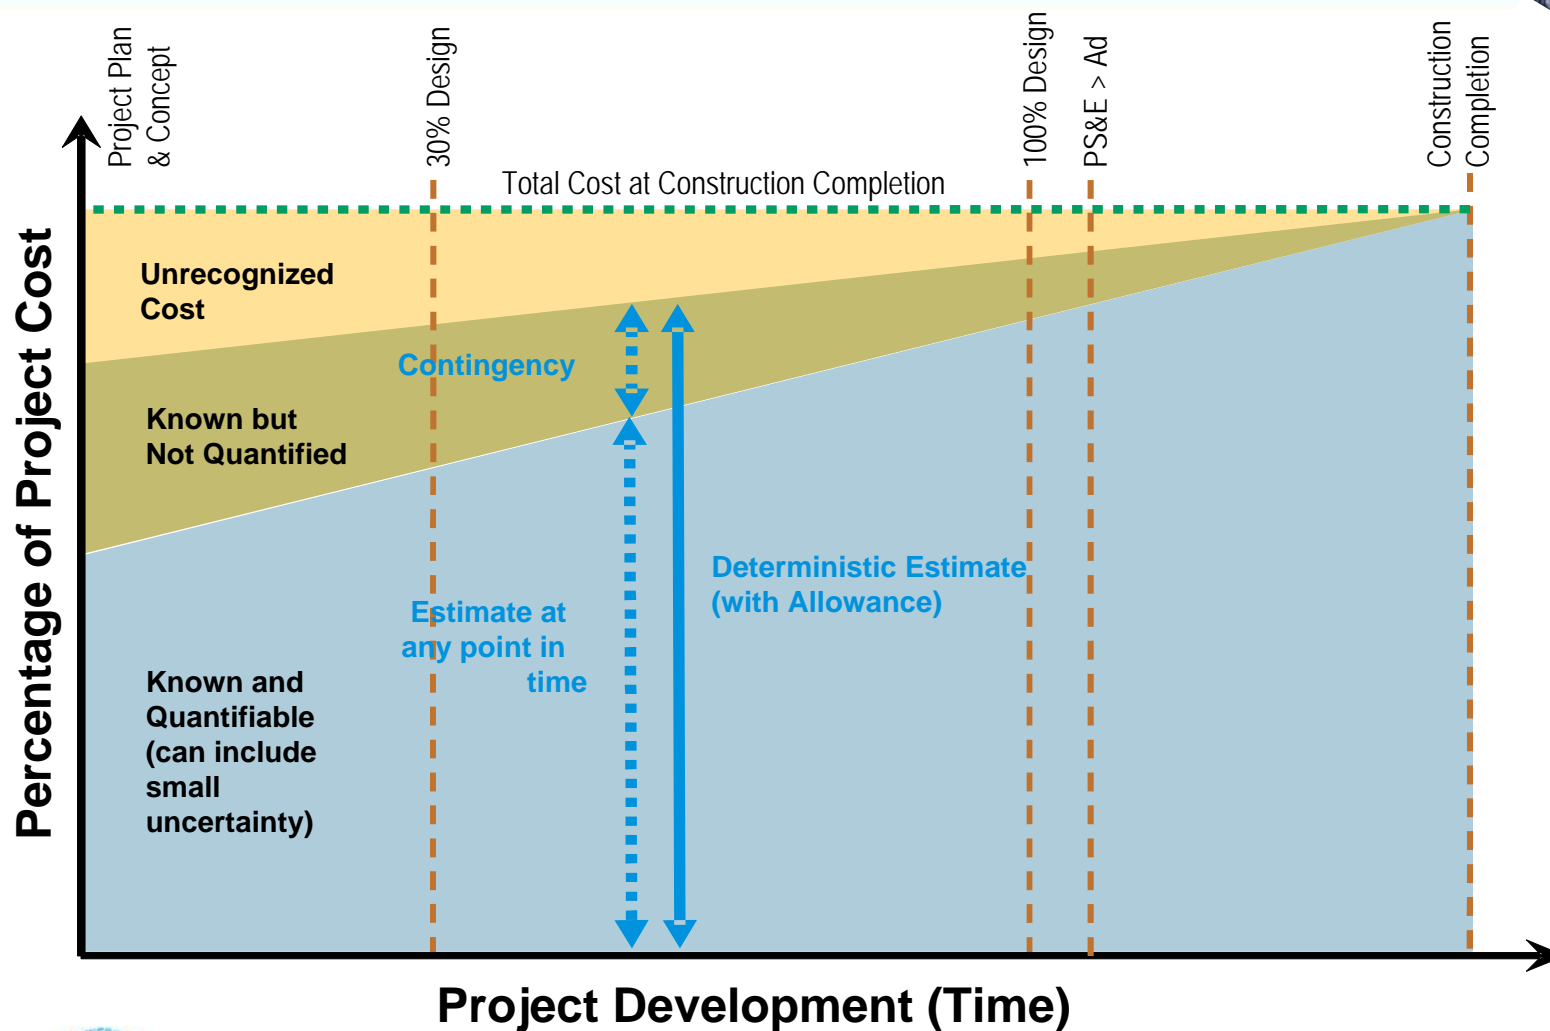 Project Plan
& Concept
30% Design
100% Design
PS&E > Ad
Construction
Completion
Total Cost at Construction Completion
Unrecognized
Cost
Contingency
Known but
Not Quantified
Deterministic Estimate
(with Allowance)
Estimate at
any point in
time
Known and
Quantifiable
(can include
small
uncertainty)
Percentage of Project Cost
Project Development (Time)